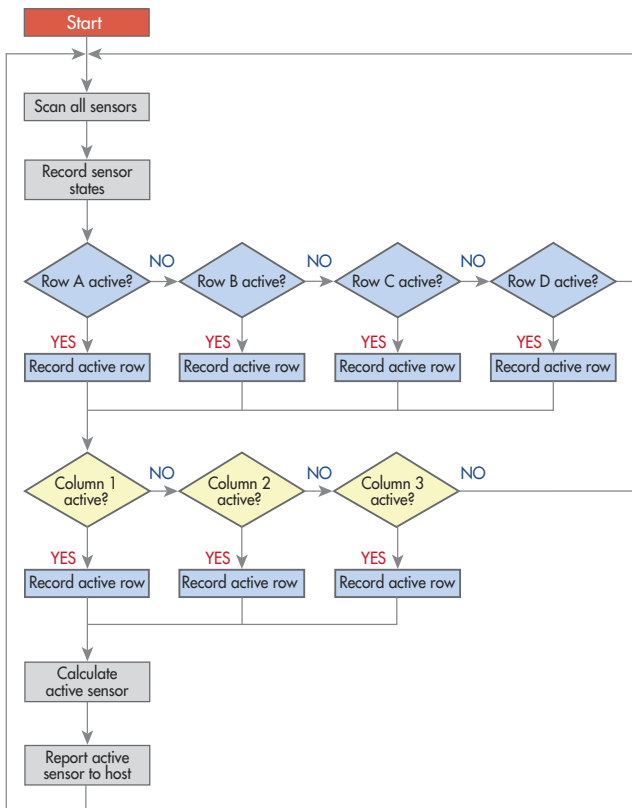 Start
Scan all sensors
Record sensor
states
NO
NO
NO
Row A active?
Row B active?
Row C active?
Row D active?
YES
YES
YES
YES
Record active row
Record active row
Record active row
Record active row
NO
NO
NO
Column 1
active?
Column 2
active?
Column 3
active?
YES
YES
YES
Record active row
Record active row
Record active row
Calculate
active sensor
Report active
sensor to host